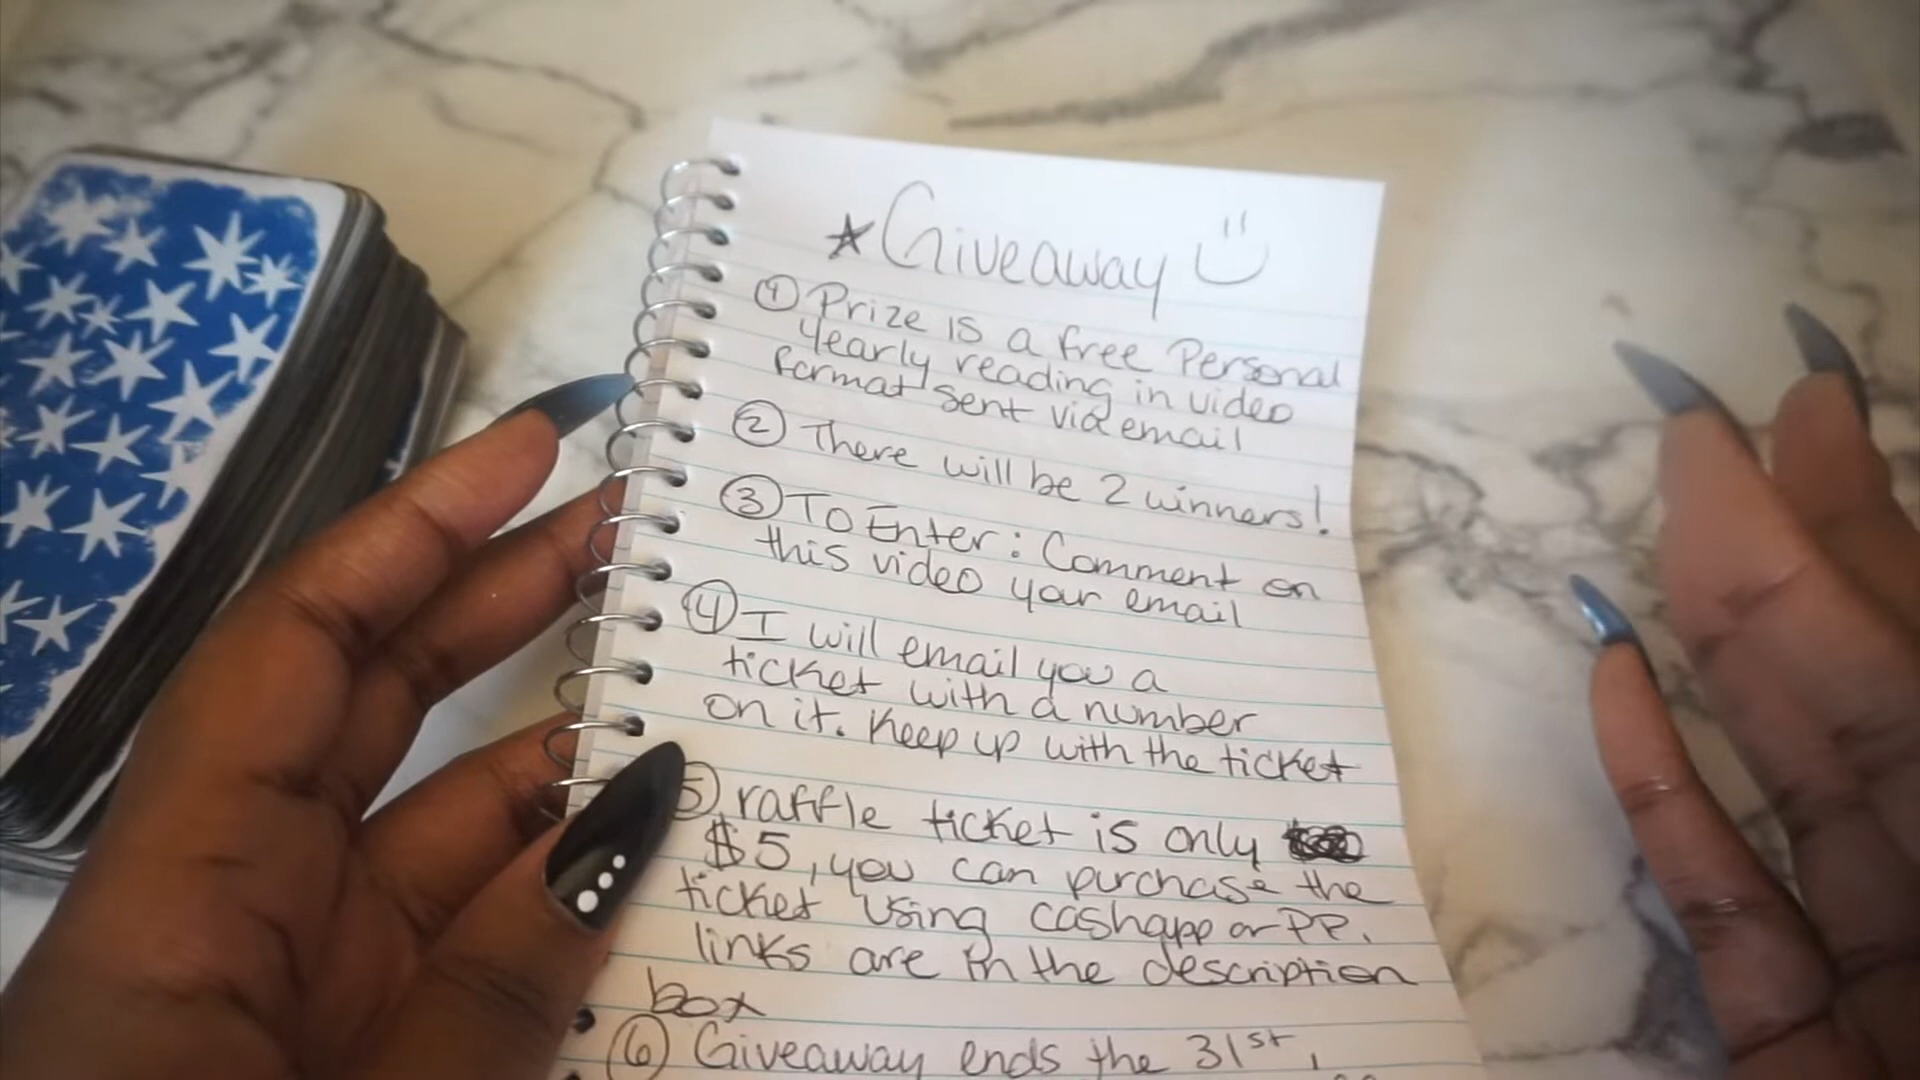 ★Giveaway
① Prize is a free Personal
yearly reading in video
format sent via email
② There will be 2 winners!
③ To Enter: Comment on
this video your email
④ I will email you a
ticket with a number
on it. Keep up with the ticket
⑤ raffle ticket is only
$5, you can purchase the
ticket using cashapp or PP.
links are in the description
box
⑥ Giveaway ends the 31st,